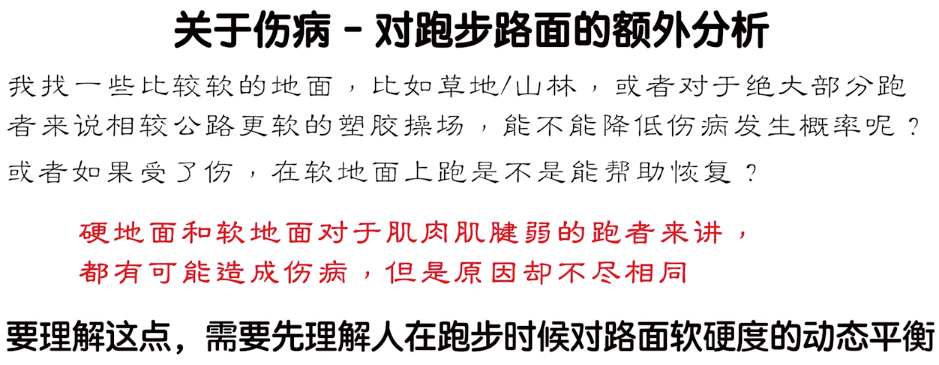 关于伤病 – 对跑步路面的额外分析
我找一些比较软的地面，比如草地/山林，或者对于绝大部分跑
者来说相较公路更软的塑胶操场，能不能降低伤病发生概率呢？
或者如果受了伤，在软地面上跑是不是能帮助恢复？
硬地面和软地面对于肌肉肌腱弱的跑者来讲，
都有可能造成伤病，但是原因却不尽相同
要理解这点，需要先理解人在跑步时候对路面软硬度的动态平衡